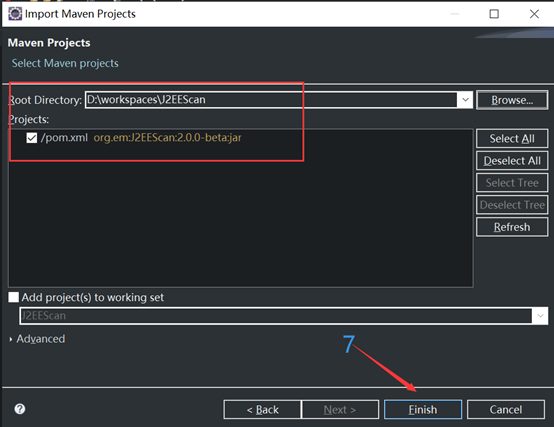 Import Maven Projects
Maven Projects
Select Maven projects
Root Directory: D:\workspaces\J2EEScan Browse...
Projects:
/pom.xml org.em:J2EEScan:2.0.0-beta:jar
Select All
Deselect All
Select Tree
Deselect Tree
Refresh
Add project(s) to working set
J2EEScan
Advanced
7
? < Back Next > Finish Cancel